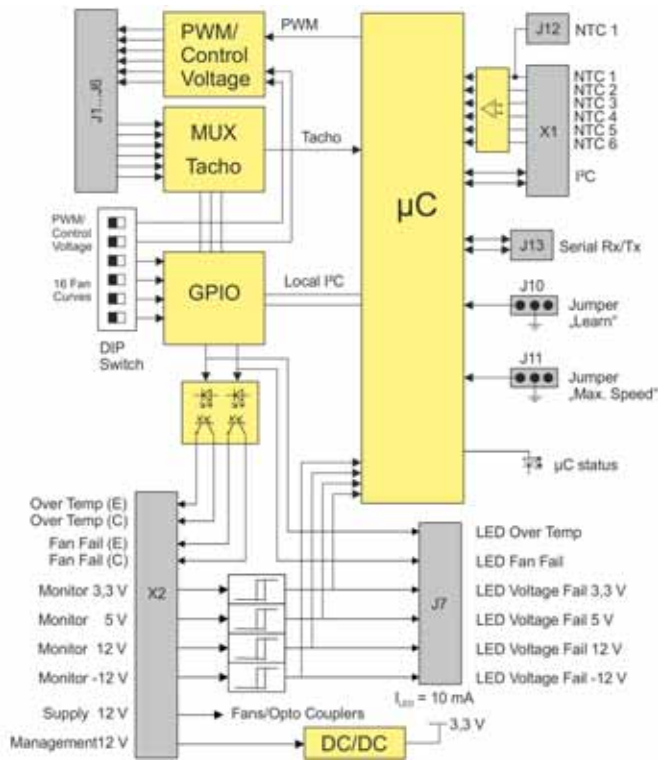 PWM/
Control
Voltage
PWM
J1...J6
MUX
Tacho
Tacho
µC
J12
NTC 1
NTC 1
NTC 2
NTC 3
NTC 4
NTC 5
NTC 6
X1
I²C
PWM/
Control
Voltage
16 Fan
Curves
DIP
Switch
GPIO
Local I²C
J13
Serial Rx/Tx
J10
Jumper
„Learn“
J11
Jumper
„Max. Speed“
µC status
Over Temp (E)
Over Temp (C)
Fan Fail (E)
Fan Fail (C)
Monitor 3,3 V
Monitor 5 V
Monitor 12 V
Monitor -12 V
Supply 12 V
Management12 V
X2
Fans/Opto Couplers
DC/DC
3,3 V
J7
LED Over Temp
LED Fan Fail
LED Voltage Fail 3,3 V
LED Voltage Fail 5 V
LED Voltage Fail 12 V
LED Voltage Fail -12 V
I_LED = 10 mA